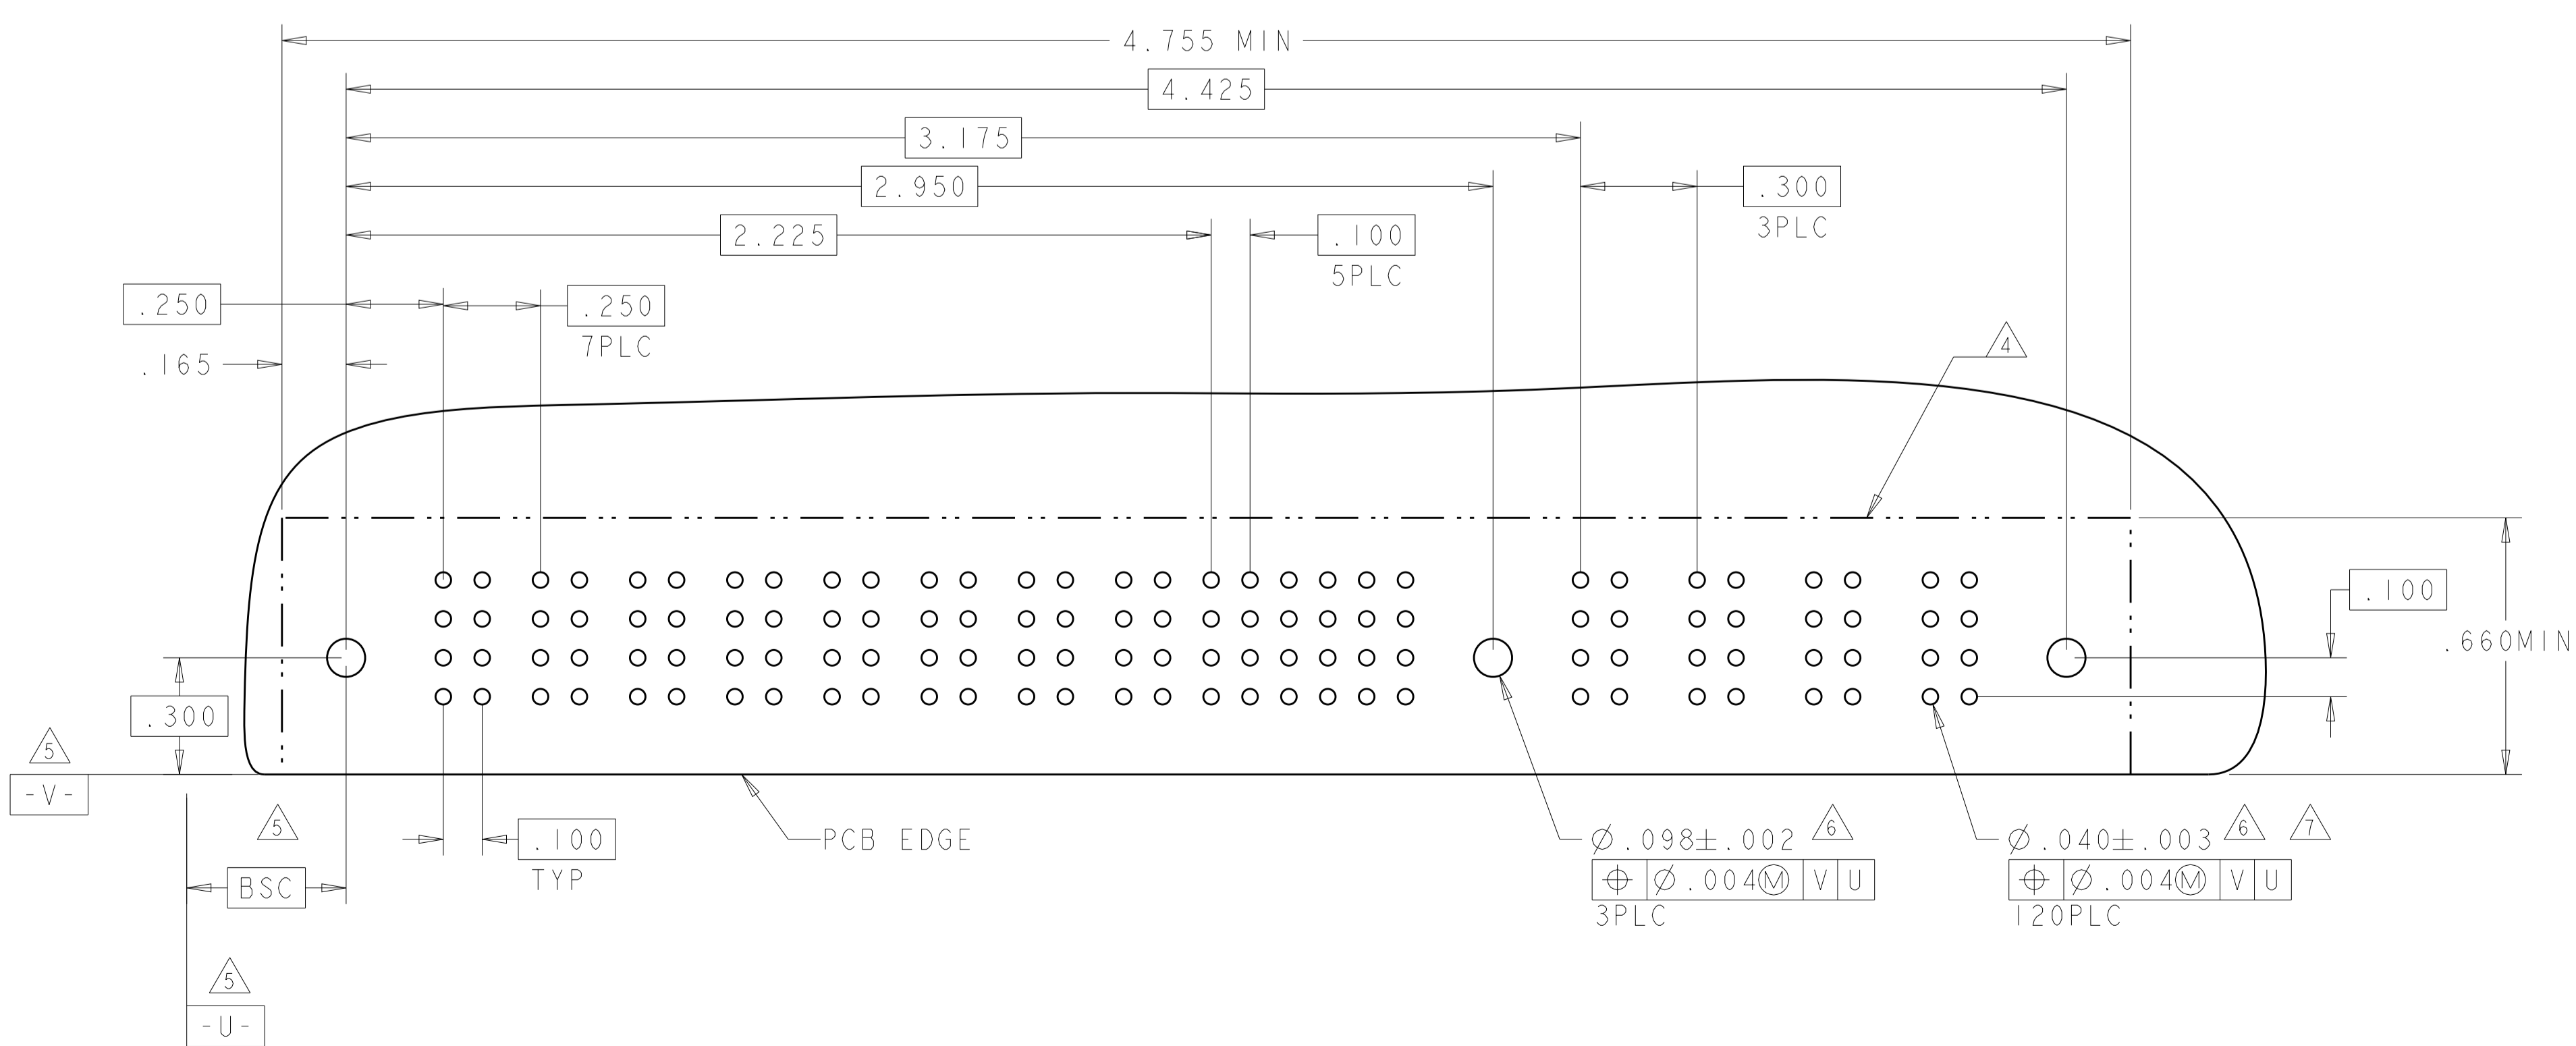 4.755 MIN
4.425
3.175
2.950
.300
3PLC
2.225
.100
5PLC
.250
.250
7PLC
.165
4
.100
.660MIN
.300
5
-V-
5
.100
TYP
PCB EDGE
BSC
Ø.098±.002 6
⌖ Ø.004Ⓜ V U
3PLC
Ø.040±.003 6 7
⌖ Ø.004Ⓜ V U
120PLC
5
-U-